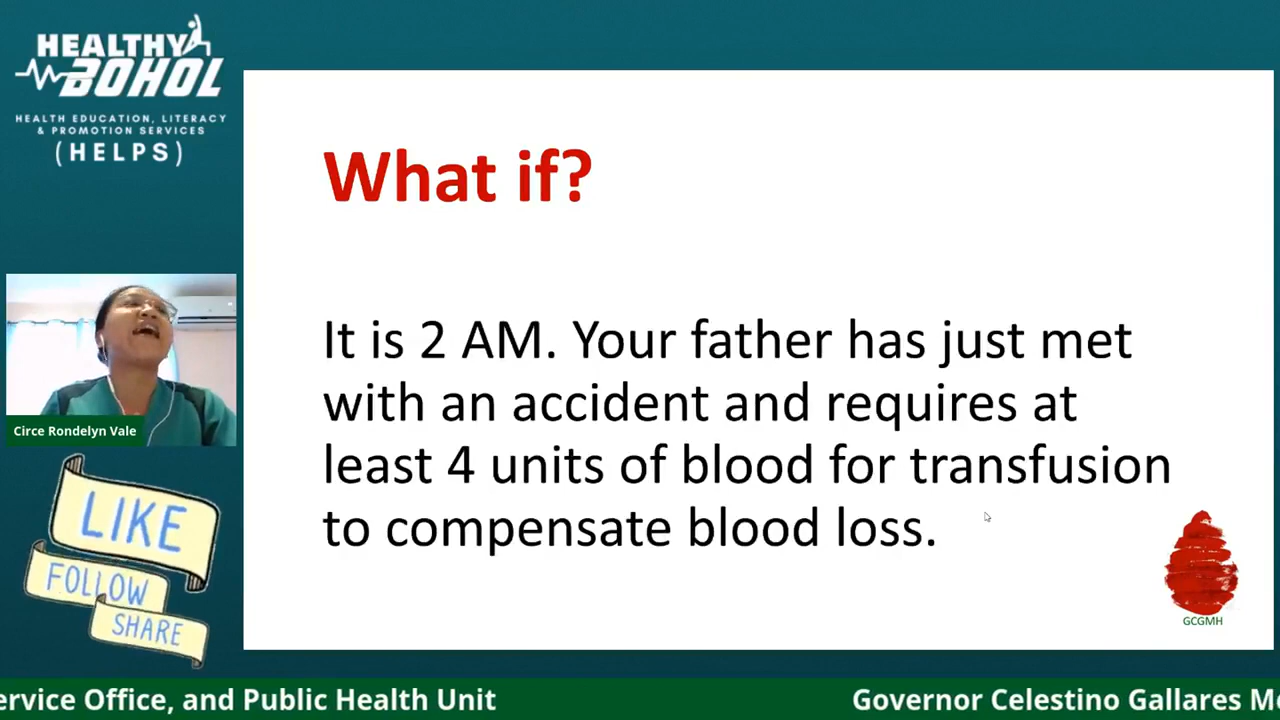 HEALTHY
BOHOL
HEALTH EDUCATION, LITERACY
& PROMOTION SERVICES
(HELPS)
What if?
It is 2 AM. Your father has just met
with an accident and requires at
least 4 units of blood for transfusion
to compensate blood loss.
Circe Rondelyn Vale
LIKE
FOLLOW
SHARE
GCGMH
Service Office, and Public Health Unit
Governor Celestino Gallares